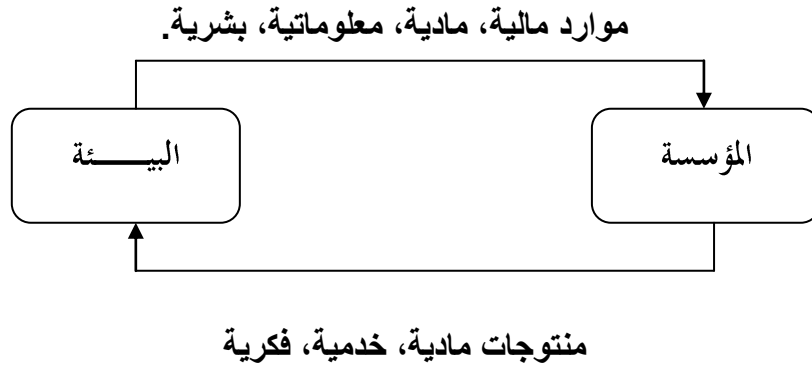 موارد مالية، مادية، معلوماتية، بشرية.
المؤسسة
البيـــــئة
منتوجات مادية، خدمية، فكرية